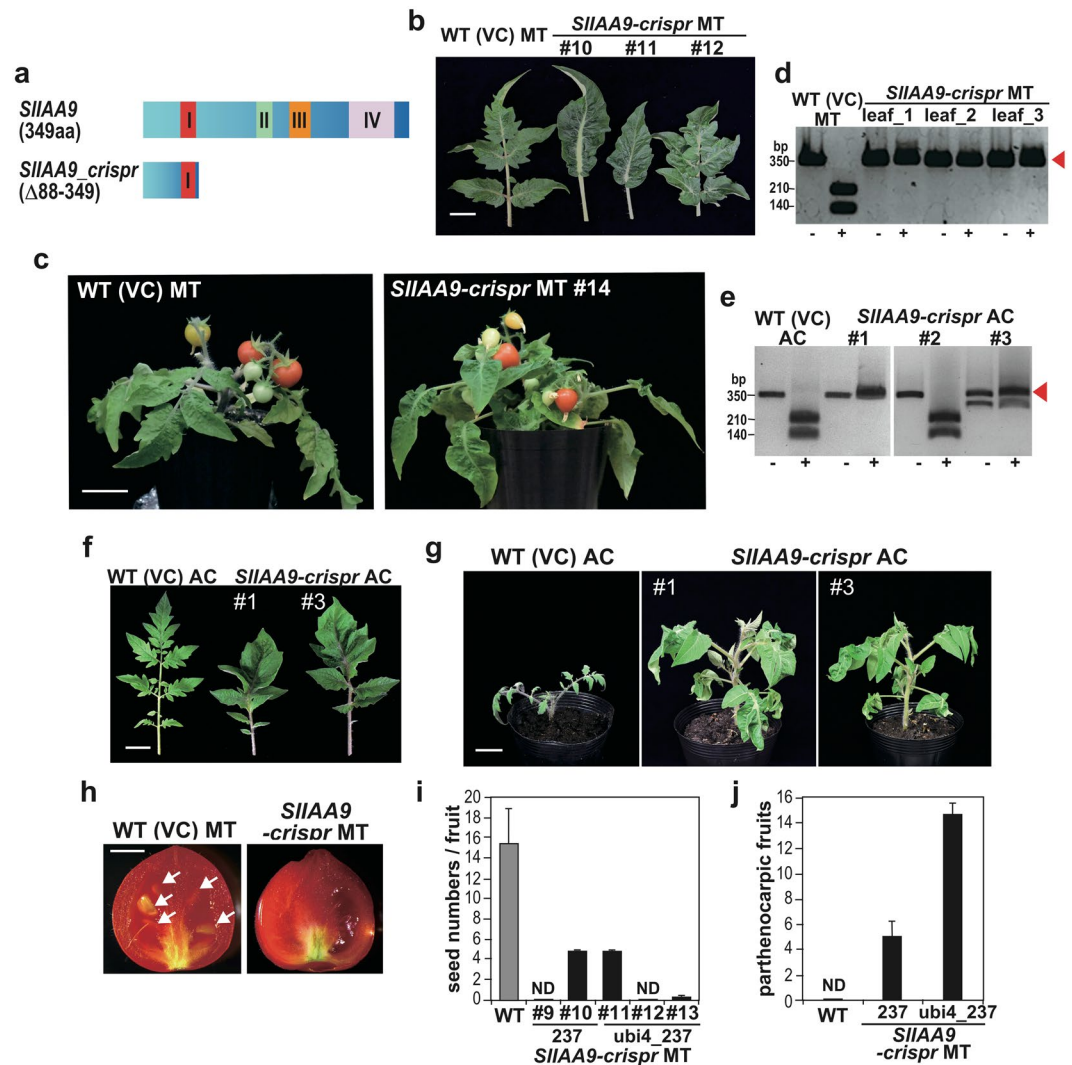 a
SlIAA9
(349aa)
I
II
III
IV
SlIAA9_crispr
(Δ88-349)
I
b
WT (VC) MT
SlIAA9-crispr MT
#10
#11
#12
c
WT (VC) MT
SlIAA9-crispr MT #14
d
WT (VC)
MT
SlIAA9-crispr MT
leaf_1
leaf_2
leaf_3
bp
350
210
140
- + - + - + - +
e
WT (VC)
AC
SlIAA9-crispr AC
#1
#2
#3
bp
350
210
140
- + - + - + - +
f
WT (VC) AC
SlIAA9-crispr AC
#1
#3
g
WT (VC) AC
SlIAA9-crispr AC
#1
#3
h
WT (VC) MT
SlIAA9
-crispr MT
i
seed numbers / fruit
20
18
16
14
12
10
8
6
4
2
0
ND
ND
WT
#9 #10 #11 #12 #13
237
ubi4_237
SlIAA9-crispr MT
j
parthenocarpic fruits
16
14
12
10
8
6
4
2
0
ND
WT
237
ubi4_237
SlIAA9
-crispr MT